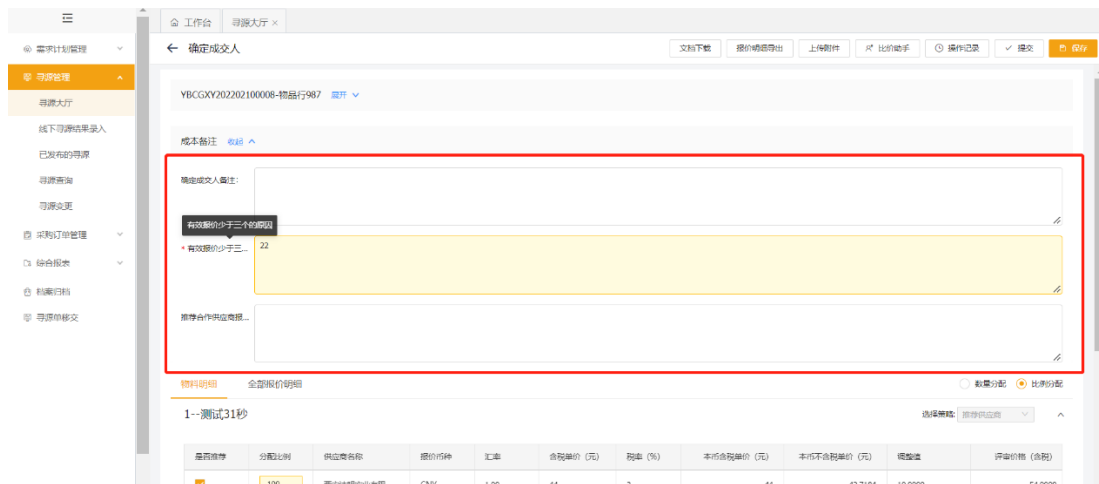 工作台 寻源大厅 ×
需求计划管理
寻源管理
寻源大厅
线下寻源结果录入
已发布的寻源
寻源查询
寻源变更
采购订单管理
综合报表
档案归档
寻源单移交
← 确定成交人 文档下载 报价明细导出 上传附件 比价助手 操作记录 提交 保存
YBCGXY202202100008-物品行987 展开
成本备注 收起
确定成交人备注:
有效报价少于三个的原因
* 有效报价少于三... 22
推荐合作供应商报...
物料明细 全部报价明细 数量分配 比例分配
1--测试31秒 选择策略: 推荐供应商
是否推荐 分配比例 供应商名称 报价币种 汇率 含税单价 (元) 税率 (%) 本币含税单价 (元) 本币不含税单价 (元) 调整值 评审价格 (含税)